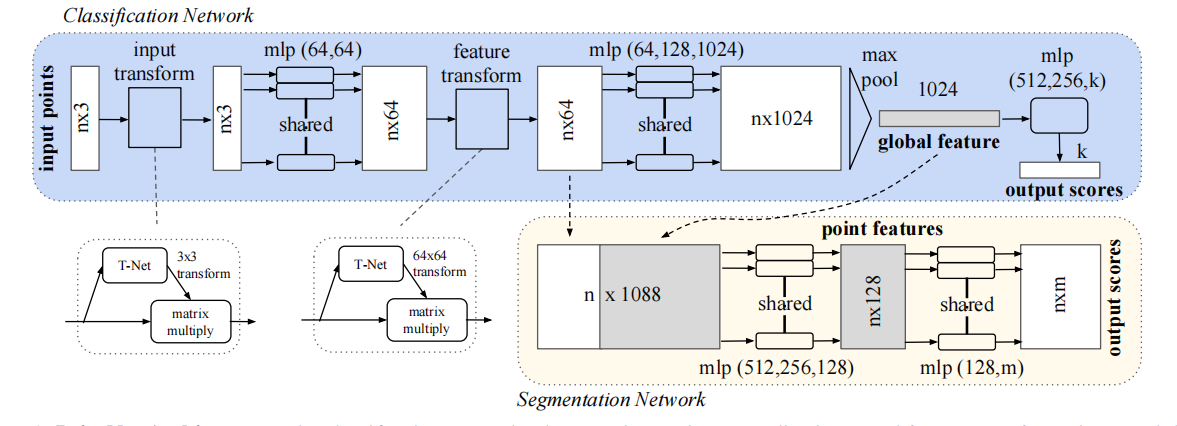 Classification Network
input points
nx3
input
transform
nx3
mlp (64,64)
shared
nx64
feature
transform
nx64
mlp (64,128,1024)
shared
nx1024
max
pool
1024
global feature
mlp
(512,256,k)
k
output scores
T-Net
3x3
transform
matrix
multiply
T-Net
64x64
transform
matrix
multiply
point features
n x 1088
shared
mlp (512,256,128)
nx128
shared
mlp (128,m)
nxm
output scores
Segmentation Network